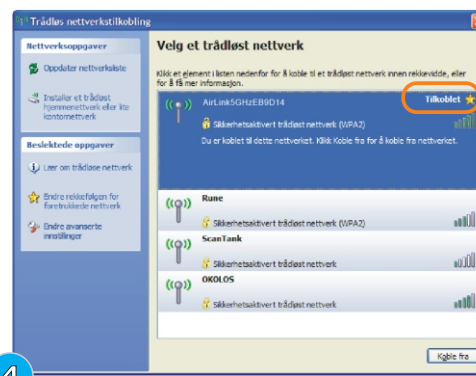 Trådløs nettverkstilkobling
Nettverksoppgaver
Oppdater nettverksliste
Installer et trådløst
hjemmenettverk eller lite
kontornettverk
Beslektede oppgaver
Lær om trådløse nettverk
Endre rekkefølgen for
foretrukkede nettverk
Endre avanserte
innstillinger
Velg et trådløst nettverk
Klikk et element i listen nedenfor for å koble til et trådløst nettverk innen rekkevidde, eller
for å få mer informasjon.
AirLink5GHzEB9D14
Tilkoblet
Sikkerhetsaktivert trådløst nettverk (WPA2)
Du er koblet til dette nettverket. Klikk Koble fra for å koble fra nettverket.
Rune
Sikkerhetsaktivert trådløst nettverk (WPA2)
ScanTank
Sikkerhetsaktivert trådløst nettverk
OKOLOS
Sikkerhetsaktivert trådløst nettverk
Koble fra
4